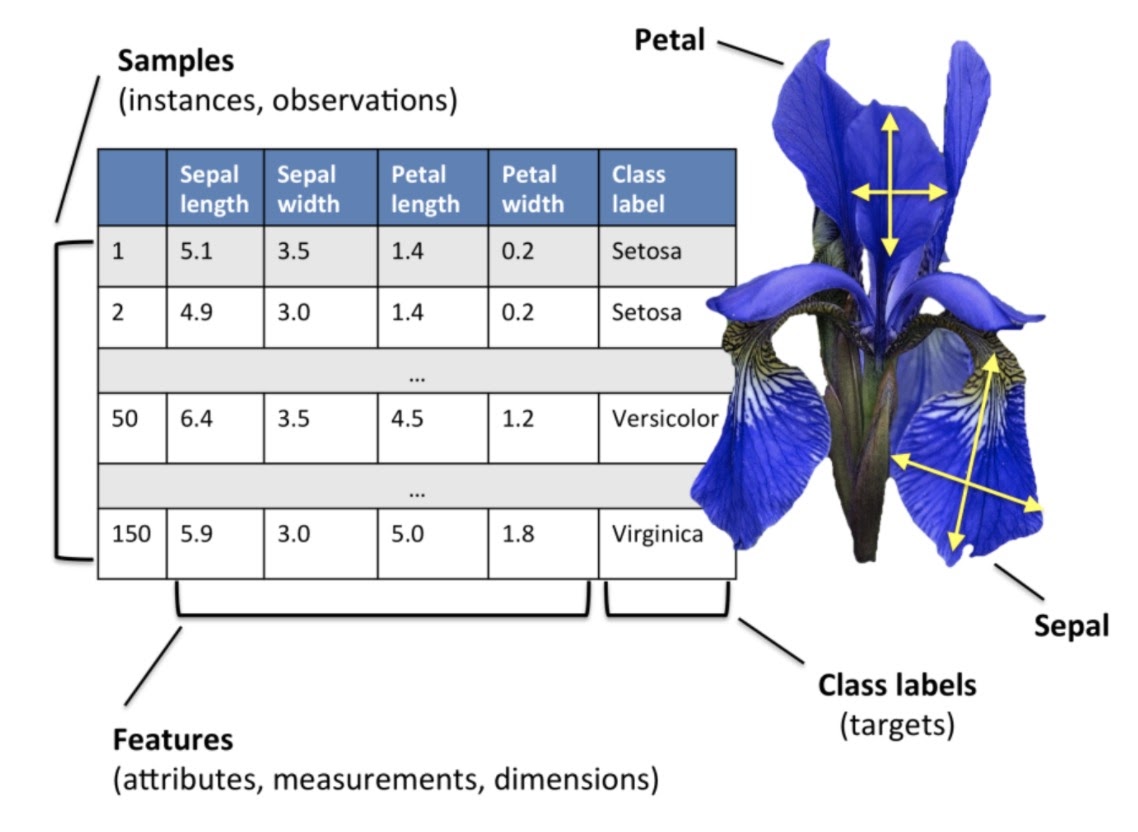 Samples
(instances, observations)
Petal
Sepal length Sepal width Petal length Petal width Class label
1 5.1 3.5 1.4 0.2 Setosa
2 4.9 3.0 1.4 0.2 Setosa
...
50 6.4 3.5 4.5 1.2 Versicolor
...
150 5.9 3.0 5.0 1.8 Virginica
Sepal
Class labels
(targets)
Features
(attributes, measurements, dimensions)